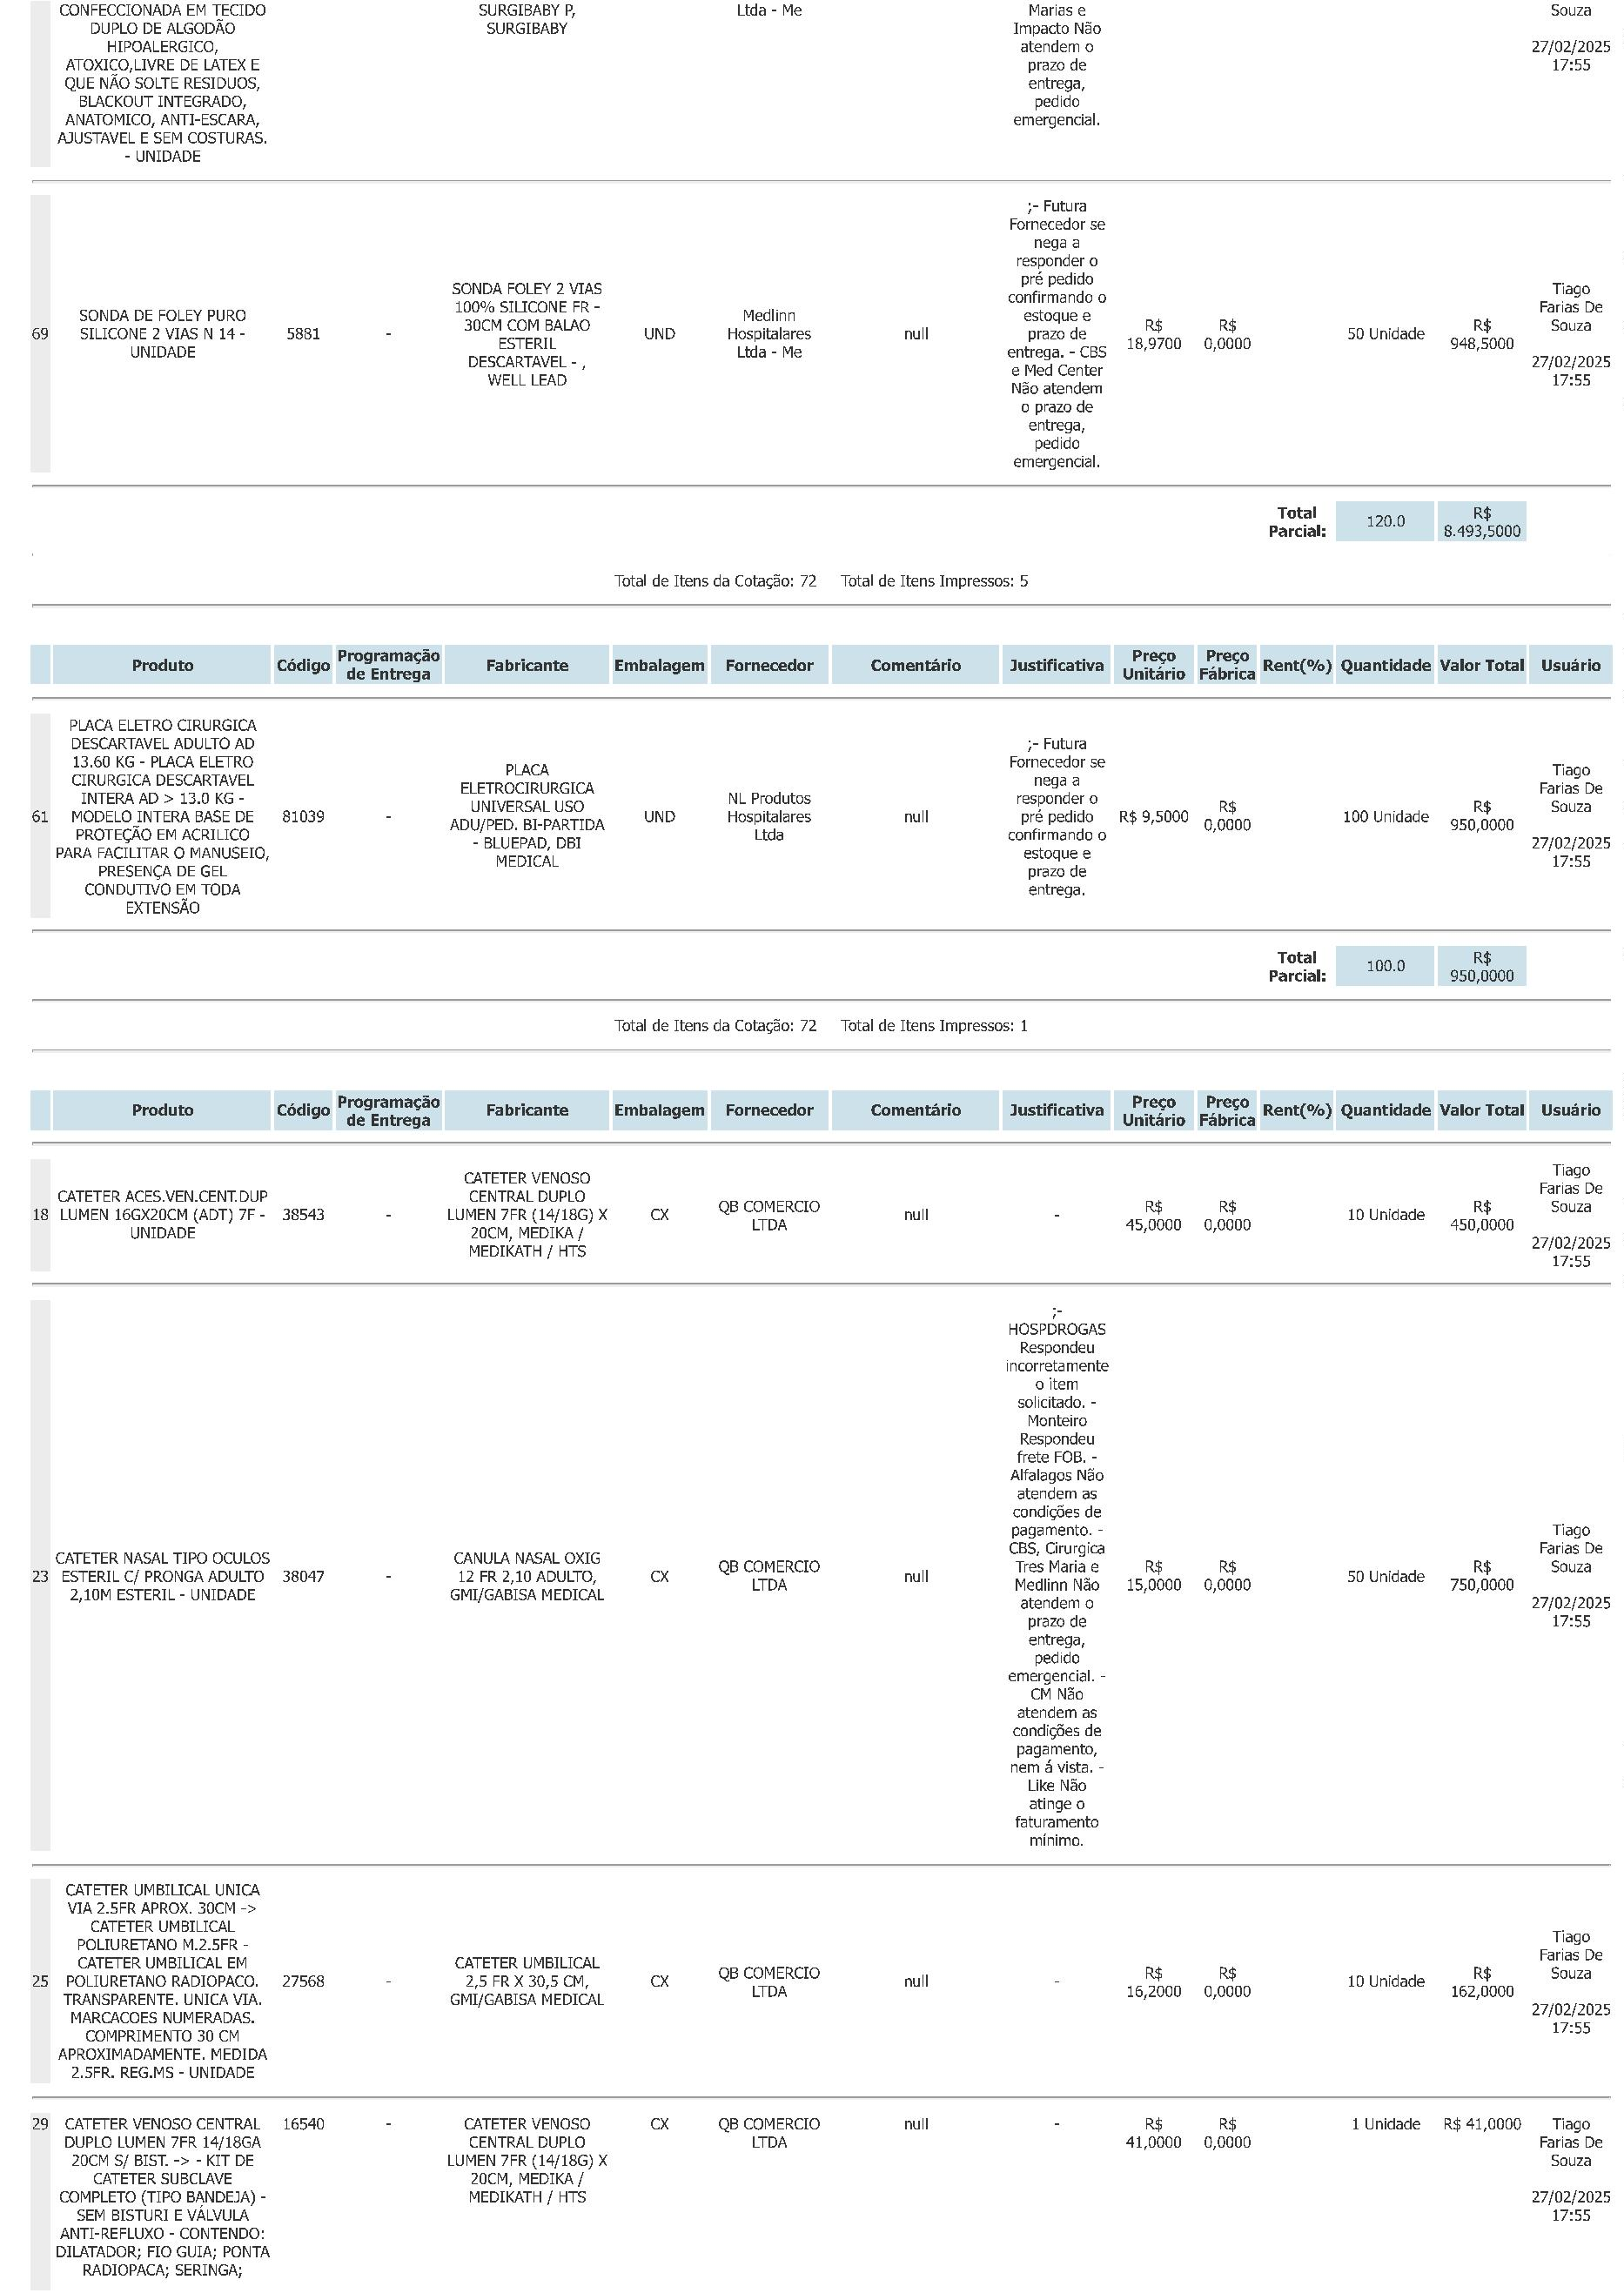 CONFECCIONADA EM TECIDO
DUPLO DE ALGODÃO
HIPOALERGICO,
ATOXICO,LIVRE DE LATEX E
QUE NÃO SOLTE RESIDUOS,
BLACKOUT INTEGRADO,
ANATOMICO, ANTI-ESCARA,
AJUSTAVEL E SEM COSTURAS.
- UNIDADE
SURGIBABY P,
SURGIBABY
Ltda - Me
Marias e
Impacto Não
atendem o
prazo de
entrega,
pedido
emergencial.
Souza
27/02/2025
17:55
69
SONDA DE FOLEY PURO
SILICONE 2 VIAS N 14 -
UNIDADE
5881
-
SONDA FOLEY 2 VIAS
100% SILICONE FR -
30CM COM BALAO
ESTERIL
DESCARTAVEL - ,
WELL LEAD
UND
Medlinn
Hospitalares
Ltda - Me
null
;- Futura
Fornecedor se
nega a
responder o
pré pedido
confirmando o
estoque e
prazo de
entrega. - CBS
e Med Center
Não atendem
o prazo de
entrega,
pedido
emergencial.
R$
18,9700
R$
0,0000
50 Unidade
R$
948,5000
Tiago
Farias De
Souza
27/02/2025
17:55
Total
Parcial:
120.0
R$
8.493,5000
Total de Itens da Cotação: 72 Total de Itens Impressos: 5
Produto
Código
Programação
de Entrega
Fabricante
Embalagem
Fornecedor
Comentário
Justificativa
Preço
Unitário
Preço
Fábrica
Rent(%)
Quantidade
Valor Total
Usuário
61
PLACA ELETRO CIRURGICA
DESCARTAVEL ADULTO AD
13.60 KG - PLACA ELETRO
CIRURGICA DESCARTAVEL
INTERA AD > 13.0 KG -
MODELO INTERA BASE DE
PROTEÇÃO EM ACRILICO
PARA FACILITAR O MANUSEIO,
PRESENÇA DE GEL
CONDUTIVO EM TODA
EXTENSÃO
81039
-
PLACA
ELETROCIRURGICA
UNIVERSAL USO
ADU/PED. BI-PARTIDA
- BLUEPAD, DBI
MEDICAL
UND
NL Produtos
Hospitalares
Ltda
null
;- Futura
Fornecedor se
nega a
responder o
pré pedido
confirmando o
estoque e
prazo de
entrega.
R$ 9,5000
R$
0,0000
100 Unidade
R$
950,0000
Tiago
Farias De
Souza
27/02/2025
17:55
Total
Parcial:
100.0
R$
950,0000
Total de Itens da Cotação: 72 Total de Itens Impressos: 1
Produto
Código
Programação
de Entrega
Fabricante
Embalagem
Fornecedor
Comentário
Justificativa
Preço
Unitário
Preço
Fábrica
Rent(%)
Quantidade
Valor Total
Usuário
18
CATETER ACES.VEN.CENT.DUP
LUMEN 16GX20CM (ADT) 7F -
UNIDADE
38543
-
CATETER VENOSO
CENTRAL DUPLO
LUMEN 7FR (14/18G) X
20CM, MEDIKA /
MEDIKATH / HTS
CX
QB COMERCIO
LTDA
null
-
R$
45,0000
R$
0,0000
10 Unidade
R$
450,0000
Tiago
Farias De
Souza
27/02/2025
17:55
23
CATETER NASAL TIPO OCULOS
ESTERIL C/ PRONGA ADULTO
2,10M ESTERIL - UNIDADE
38047
-
CANULA NASAL OXIG
12 FR 2,10 ADULTO,
GMI/GABISA MEDICAL
CX
QB COMERCIO
LTDA
null
;-
HOSPDROGAS
Respondeu
incorretamente
o item
solicitado. -
Monteiro
Respondeu
frete FOB. -
Alfalagos Não
atendem as
condições de
pagamento. -
CBS, Cirurgica
Tres Maria e
Medlinn Não
atendem o
prazo de
entrega,
pedido
emergencial. -
CM Não
atendem as
condições de
pagamento,
nem á vista. -
Like Não
atinge o
faturamento
mínimo.
R$
15,0000
R$
0,0000
50 Unidade
R$
750,0000
Tiago
Farias De
Souza
27/02/2025
17:55
25
CATETER UMBILICAL UNICA
VIA 2.5FR APROX. 30CM ->
CATETER UMBILICAL
POLIURETANO M.2.5FR -
CATETER UMBILICAL EM
POLIURETANO RADIOPACO.
TRANSPARENTE. UNICA VIA.
MARCACOES NUMERADAS.
COMPRIMENTO 30 CM
APROXIMADAMENTE. MEDIDA
2.5FR. REG.MS - UNIDADE
27568
-
CATETER UMBILICAL
2,5 FR X 30,5 CM,
GMI/GABISA MEDICAL
CX
QB COMERCIO
LTDA
null
-
R$
16,2000
R$
0,0000
10 Unidade
R$
162,0000
Tiago
Farias De
Souza
27/02/2025
17:55
29
CATETER VENOSO CENTRAL
DUPLO LUMEN 7FR 14/18GA
20CM S/ BIST. -> - KIT DE
CATETER SUBCLAVE
COMPLETO (TIPO BANDEJA) -
SEM BISTURI E VÁLVULA
ANTI-REFLUXO - CONTENDO:
DILATADOR; FIO GUIA; PONTA
RADIOPACA; SERINGA;
16540
-
CATETER VENOSO
CENTRAL DUPLO
LUMEN 7FR (14/18G) X
20CM, MEDIKA /
MEDIKATH / HTS
CX
QB COMERCIO
LTDA
null
-
R$
41,0000
R$
0,0000
1 Unidade
R$ 41,0000
Tiago
Farias De
Souza
27/02/2025
17:55